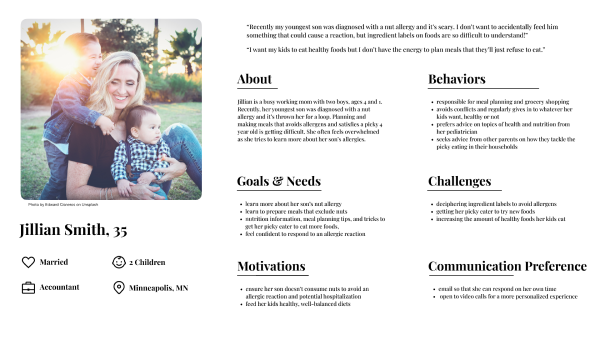 "Recently my youngest son was diagnosed with a nut allergy and it's scary. I don't want to accidentally feed him
something that could cause a reaction, but ingredient labels on foods are so difficult to understand!"
"I want my kids to eat healthy foods but I don't have the energy to plan meals that they'll just refuse to eat."
About
Jillian is a busy working mom with two boys, ages 4 and 1.
Recently, her youngest son was diagnosed with a nut
allergy and it's thrown her for a loop. Planning and
making meals that avoids allergens and satisfies a picky 4
year old is getting difficult. She often feels overwhelmed
as she tries to learn more about her son's allergies.
Behaviors
• responsible for meal planning and grocery shopping
• avoids conflicts and regularly gives in to whatever her
kids want, healthy or not
• prefers advice on topics of health and nutrition from
her pediatrician
• seeks advice from other parents on how they tackle the
picky eating in their households
Photo by Edward Cisneros on Unsplash
Jillian Smith, 35
Married
2 Children
Accountant
Minneapolis, MN
Goals & Needs
• learn more about her son's nut allergy
• learn to prepare meals that exclude nuts
• nutrition information, meal planning tips, and tricks to
get her picky eater to eat more foods,
• feel confident to respond to an allergic reaction
Challenges
• deciphering ingredient labels to avoid allergens
• getting her picky eater to try new foods
• increasing the amount of healthy foods her kids eat
Motivations
• ensure her son doesn't consume nuts to avoid an
allergic reaction and potential hospitalization
• feed her kids healthy, well-balanced diets
Communication Preference
• email so that she can respond on her own time
• open to video calls for a more personalized experience